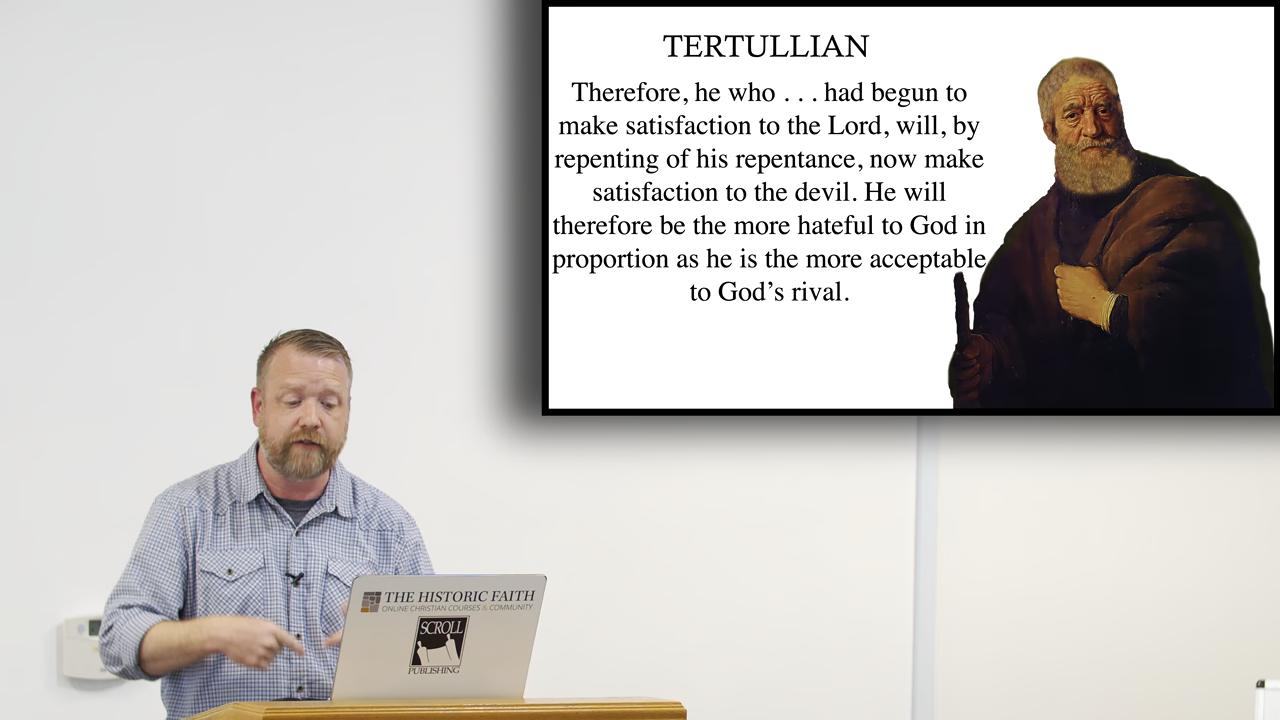 TERTULLIAN
Therefore, he who . . . had begun to
make satisfaction to the Lord, will, by
repenting of his repentance, now make
satisfaction to the devil. He will
therefore be the more hateful to God in
proportion as he is the more acceptable
to God’s rival.
THE HISTORIC FAITH
ONLINE CHRISTIAN COURSES & COMMUNITY
SCROLL
PUBLISHING